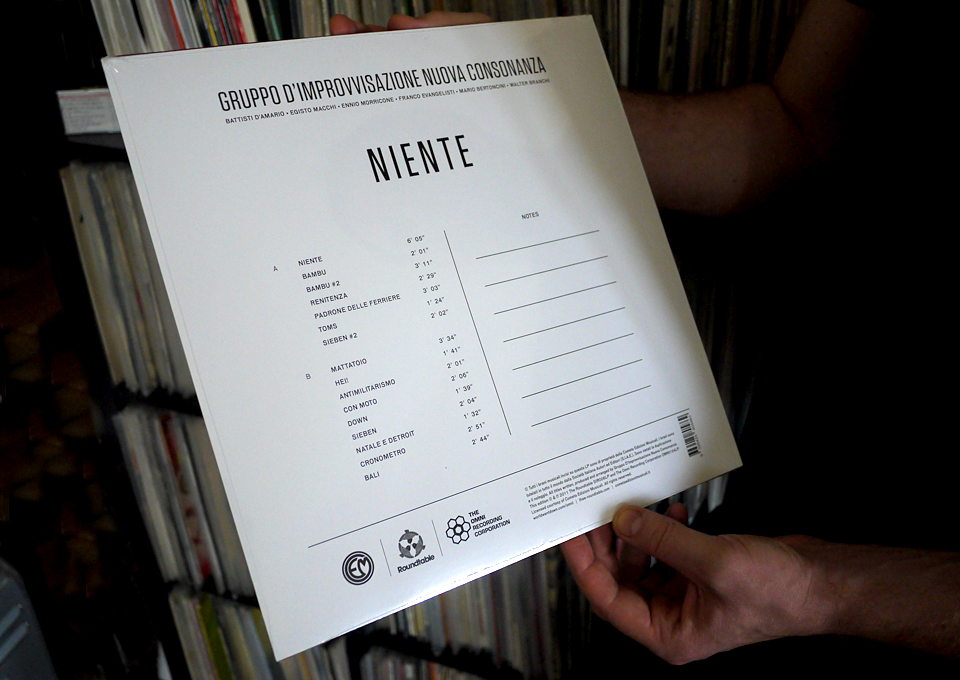 GRUPPO D'IMPROVVISAZIONE NUOVA CONSONANZA
BATTISTI D'AMARIO • EGISTO MACCHI • ENNIO MORRICONE • FRANCO EVANGELISTI • MARIO BERTONCINI • WALTER BRANCHI
NIENTE
A NIENTE 6' 05"
BAMBU 2' 01"
BAMBU #2 3' 11"
RENITENZA 2' 29"
PADRONE DELLE FERRIERE 3' 03"
TOMS 1' 24"
SIEBEN #2 2' 02"
B MATTATOIO 3' 34"
HEI! 1' 41"
ANTIMILITARISMO 2' 01"
CON MOTO 2' 06"
DOWN 1' 39"
SIEBEN 2' 04"
NATALE E DETROIT 1' 32"
CRONOMETRO 2' 51"
BALI 2' 44"
NOTES
EM
Roundtable
THE
OMNI
RECORDING
CORPORATION